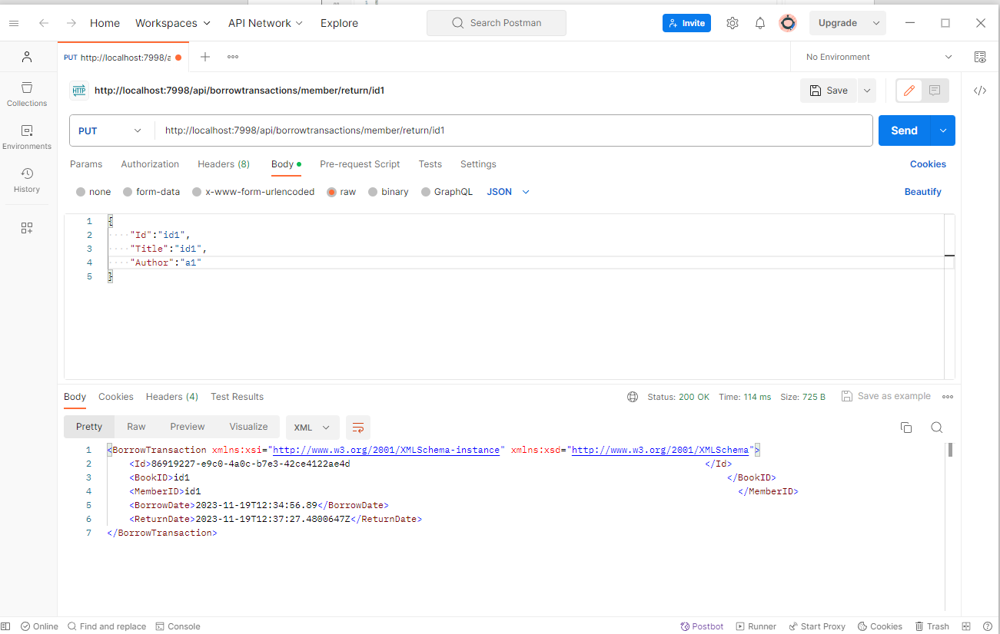 Home Workspaces API Network Explore Search Postman Invite Upgrade
PUT http://localhost:7998/a No Environment
HTTP http://localhost:7998/api/borrowtransactions/member/return/id1 Save
Collections
PUT http://localhost:7998/api/borrowtransactions/member/return/id1 Send
Environments
Params Authorization Headers (8) Body Pre-request Script Tests Settings Cookies
History
none form-data x-www-form-urlencoded raw binary GraphQL JSON Beautify
1 {
2 "Id":"id1",
3 "Title":"id1",
4 "Author":"a1"
5 }
Body Cookies Headers (4) Test Results Status: 200 OK Time: 114 ms Size: 725 B Save as example
Pretty Raw Preview Visualize XML
1 <BorrowTransaction xmlns:xsi="http://www.w3.org/2001/XMLSchema-instance" xmlns:xsd="http://www.w3.org/2001/XMLSchema">
2 <Id>86919227-e9c0-4a0c-b7e3-42ce4122ae4d </Id>
3 <BookID>id1 </BookID>
4 <MemberID>id1 </MemberID>
5 <BorrowDate>2023-11-19T12:34:56.89</BorrowDate>
6 <ReturnDate>2023-11-19T12:37:27.4800647Z</ReturnDate>
7 </BorrowTransaction>
Online Find and replace Console Postbot Runner Start Proxy Cookies Trash